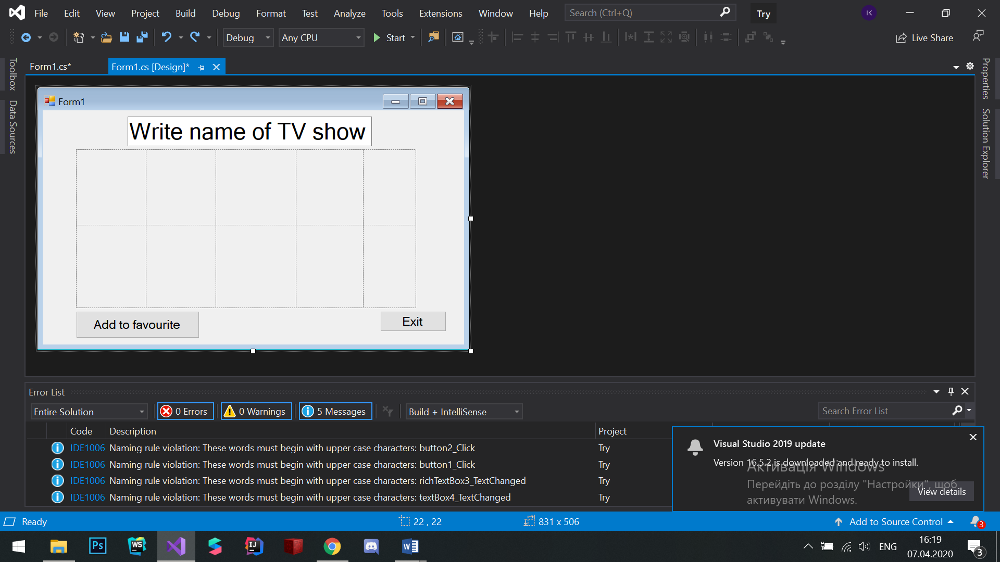 File Edit View Project Build Debug Format Test Analyze Tools Extensions Window Help Search (Ctrl+Q) Try IK
Debug Any CPU Start Live Share
Toolbox
Data Sources
Form1.cs* Form1.cs [Design]*
Properties
Solution Explorer
Form1
Write name of TV show
Add to favourite
Exit
Error List
Entire Solution 0 Errors 0 Warnings 5 Messages Build + IntelliSense Search Error List
Code Description Project
IDE1006 Naming rule violation: These words must begin with upper case characters: button2_Click Try
IDE1006 Naming rule violation: These words must begin with upper case characters: button1_Click Try
IDE1006 Naming rule violation: These words must begin with upper case characters: richTextBox3_TextChanged Try
IDE1006 Naming rule violation: These words must begin with upper case characters: textBox4_TextChanged Try
Visual Studio 2019 update
Version 16.5.2 is downloaded and ready to install.
View details
Активація Windows
Перейдіть до розділу "Настройки", щоб
активувати Windows.
Ready 22 , 22 831 x 506 Add to Source Control 3
Ps WS IJ W ENG
16:19
07.04.2020
3